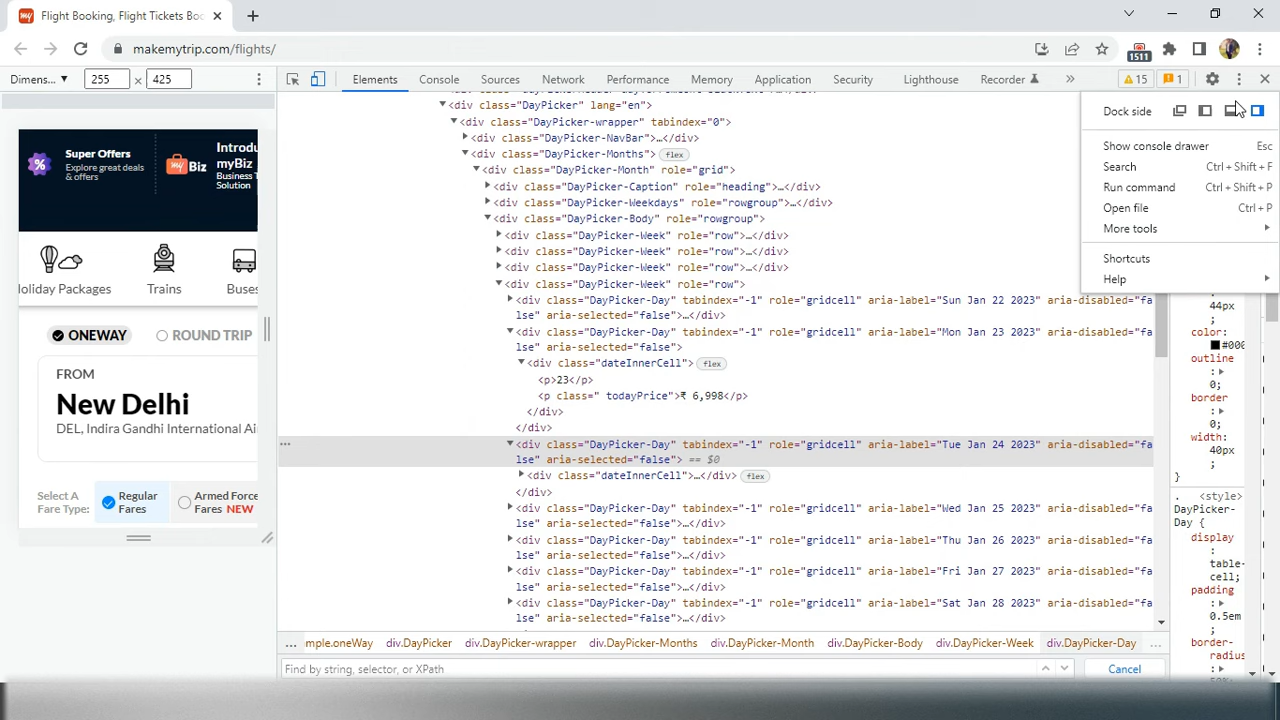 Flight Booking, Flight Tickets Boo
makemytrip.com/flights/
1511
Dimens...
255 × 425
Elements Console Sources Network Performance Memory Application Security Lighthouse Recorder
15
1
Super Offers
Explore great deals
& offers
my
Biz
Introdu
myBiz
Business T
Solution
Holiday Packages
Trains
Buses
ONEWAY
ROUND TRIP
FROM
New Delhi
DEL, Indira Gandhi International Ai
Select A
Fare Type:
Regular
Fares
Armed Force
Fares NEW
<div class="DayPicker" lang="en">
<div class="DayPicker-wrapper" tabindex="0">
<div class="DayPicker-NavBar">…</div>
<div class="DayPicker-Months"> flex
<div class="DayPicker-Month" role="grid">
<div class="DayPicker-Caption" role="heading">…</div>
<div class="DayPicker-Weekdays" role="rowgroup">…</div>
<div class="DayPicker-Body" role="rowgroup">
<div class="DayPicker-Week" role="row">…</div>
<div class="DayPicker-Week" role="row">…</div>
<div class="DayPicker-Week" role="row">…</div>
<div class="DayPicker-Week" role="row">
<div class="DayPicker-Day" tabindex="-1" role="gridcell" aria-label="Sun Jan 22 2023"
lse" aria-selected="false">…</div>
<div class="DayPicker-Day" tabindex="-1" role="gridcell" aria-label="Mon Jan 23 2023" aria-disabled="fa
lse" aria-selected="false">
<div class="dateInnerCell"> flex
<p>23</p>
<p class=" todayPrice">₹ 6,998</p>
</div>
</div>
<div class="DayPicker-Day" tabindex="-1" role="gridcell" aria-label="Tue Jan 24 2023" aria-disabled="fa
lse" aria-selected="false"> == $0
<div class="dateInnerCell">…</div> flex
</div>
<div class="DayPicker-Day" tabindex="-1" role="gridcell" aria-label="Wed Jan 25 2023" aria-disabled="fa
lse" aria-selected="false">…</div>
<div class="DayPicker-Day" tabindex="-1" role="gridcell" aria-label="Thu Jan 26 2023" aria-disabled="fa
lse" aria-selected="false">…</div>
<div class="DayPicker-Day" tabindex="-1" role="gridcell" aria-label="Fri Jan 27 2023" aria-disabled="fa
lse" aria-selected="false">…</div>
<div class="DayPicker-Day" tabindex="-1" role="gridcell" aria-label="Sat Jan 28 2023" aria-disabled="fa
lse" aria-selected="false">…</div>
... mple.oneWay div.DayPicker div.DayPicker-wrapper div.DayPicker-Months div.DayPicker-Month div.DayPicker-Body div.DayPicker-Week div.DayPicker-Day ...
Find by string, selector, or XPath
Cancel
Dock side
Show console drawer Esc
Search Ctrl + Shift + F
Run command Ctrl + Shift + P
Open file Ctrl + P
More tools
Shortcuts
Help
44px
;
color:
#000
outline
:
0;
border
:
0;
width:
40px;
}
. <style>
DayPicker-
Day {
display
:
table-
cell;
padding
:
0.5em;
border-
radius